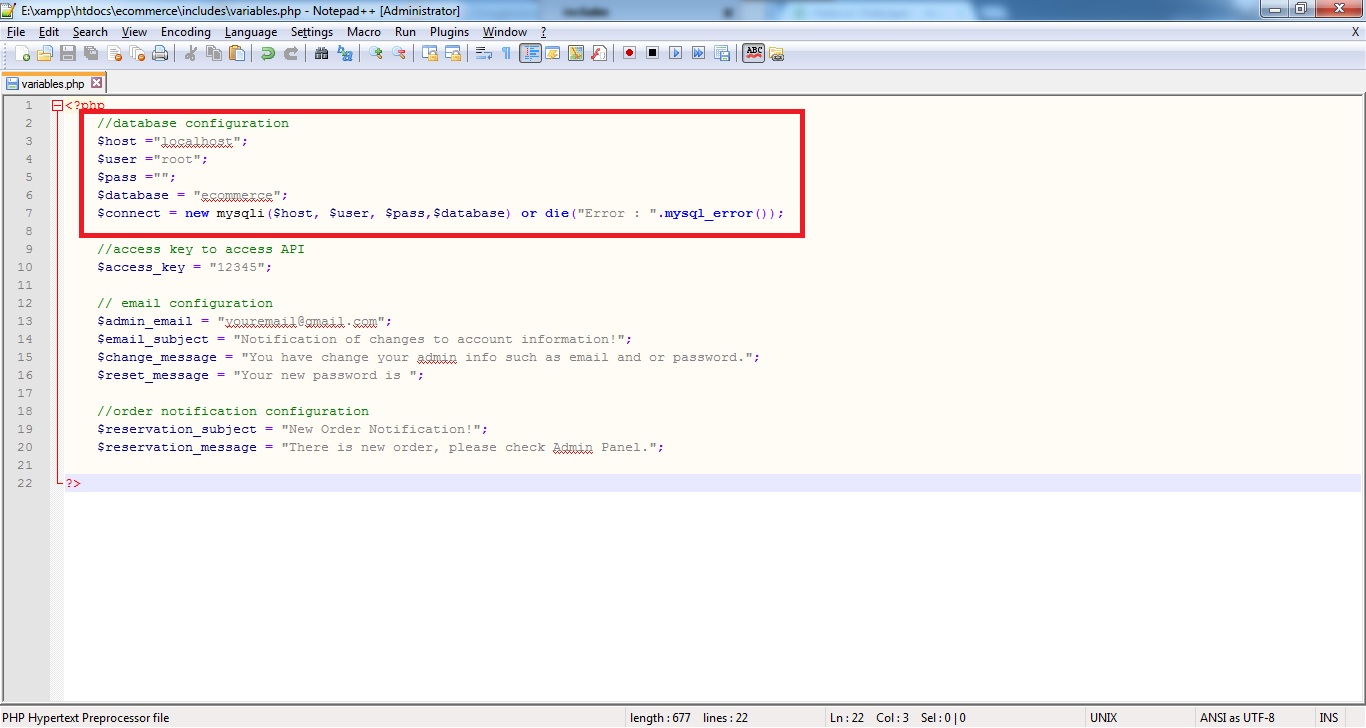 E:\xampp\htdocs\ecommerce\includes\variables.php - Notepad++ [Administrator]
File Edit Search View Encoding Language Settings Macro Run Plugins Window ? X
ABC
variables.php
1 <?php
2 //database configuration
3 $host ="localhost";
4 $user ="root";
5 $pass ="";
6 $database = "ecommerce";
7 $connect = new mysqli($host, $user, $pass,$database) or die("Error : ".mysql_error());
8
9 //access key to access API
10 $access_key = "12345";
11
12 // email configuration
13 $admin_email = "youremail@gmail.com";
14 $email_subject = "Notification of changes to account information!";
15 $change_message = "You have change your admin info such as email and or password.";
16 $reset_message = "Your new password is ";
17
18 //order notification configuration
19 $reservation_subject = "New Order Notification!";
20 $reservation_message = "There is new order, please check Admin Panel.";
21
22 ?>
PHP Hypertext Preprocessor file length : 677 lines : 22 Ln : 22 Col : 3 Sel : 0 | 0 UNIX ANSI as UTF-8 INS